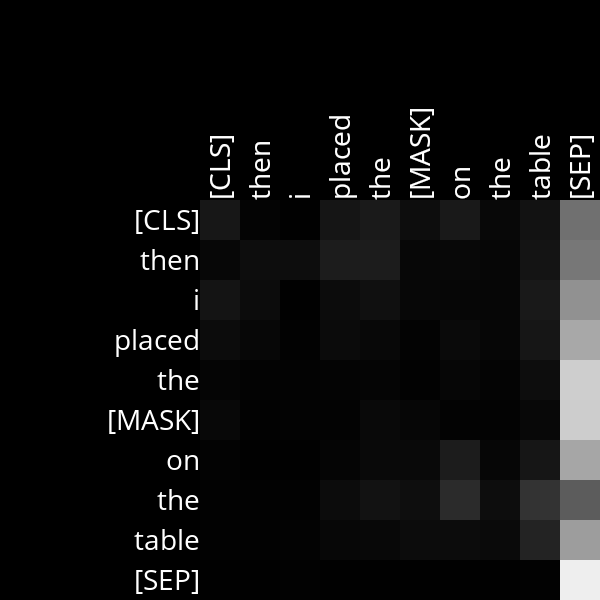 [CLS] then i placed the [MASK] on the table [SEP]
[CLS]
then
i
placed
the
[MASK]
on
the
table
[SEP]